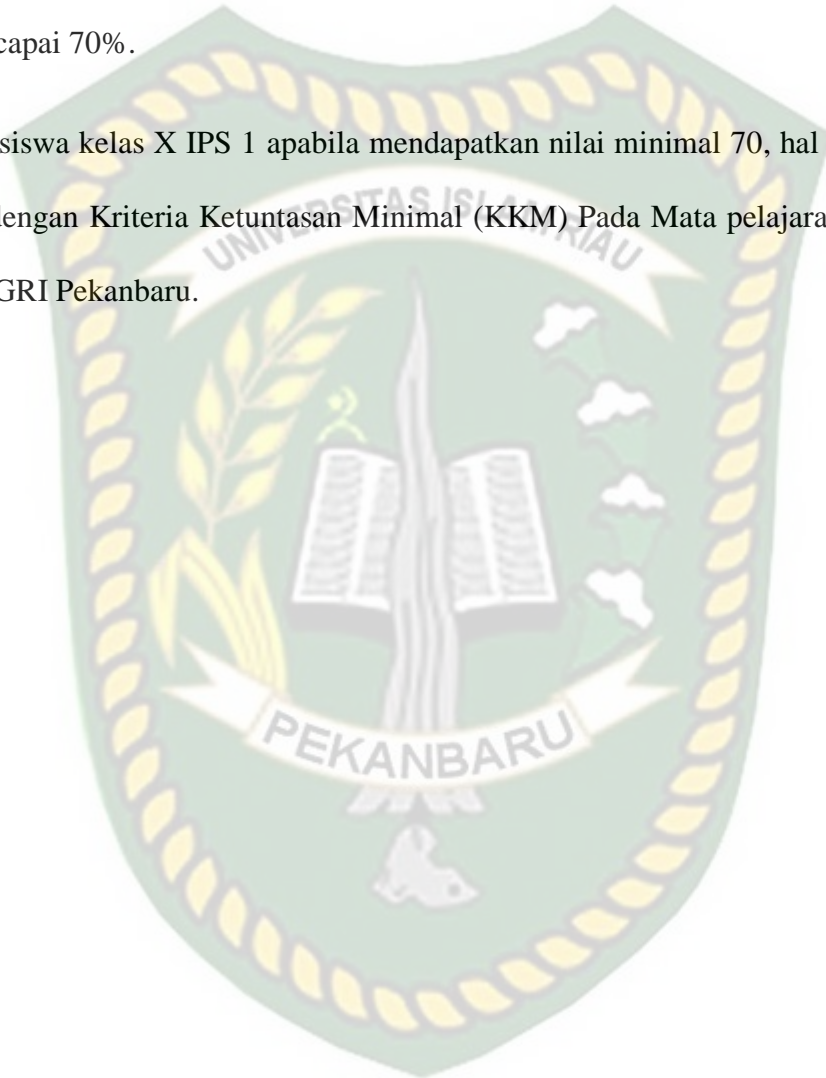 capai 70%.
siswa kelas X IPS 1 apabila mendapatkan nilai minimal 70, hal
dengan Kriteria Ketuntasan Minimal (KKM) Pada Mata pelajara
UNIVERSITAS ISLAM RIAU
GRI Pekanbaru.
PEKANBARU